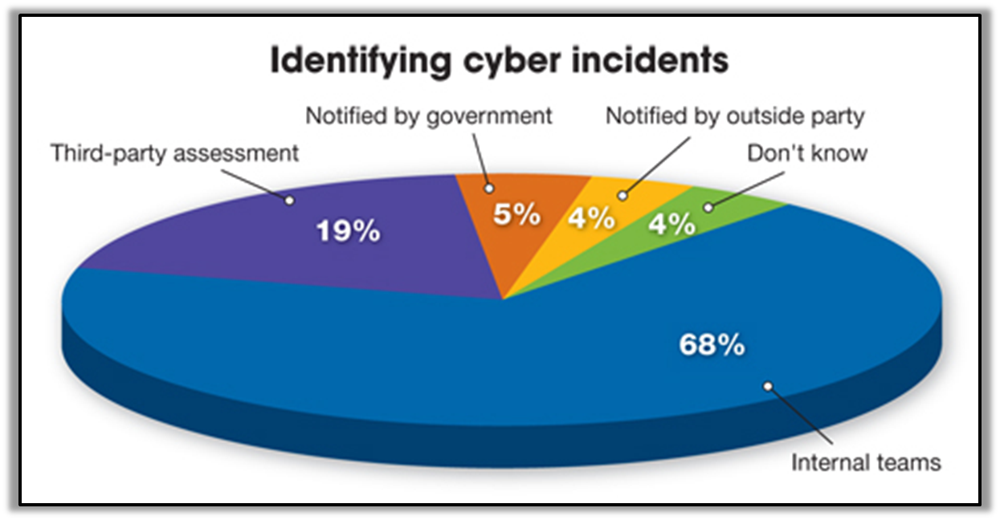 Identifying cyber incidents
Notified by government
Notified by outside party
Third-party assessment
Don't know
19%
5%
4%
4%
68%
Internal teams